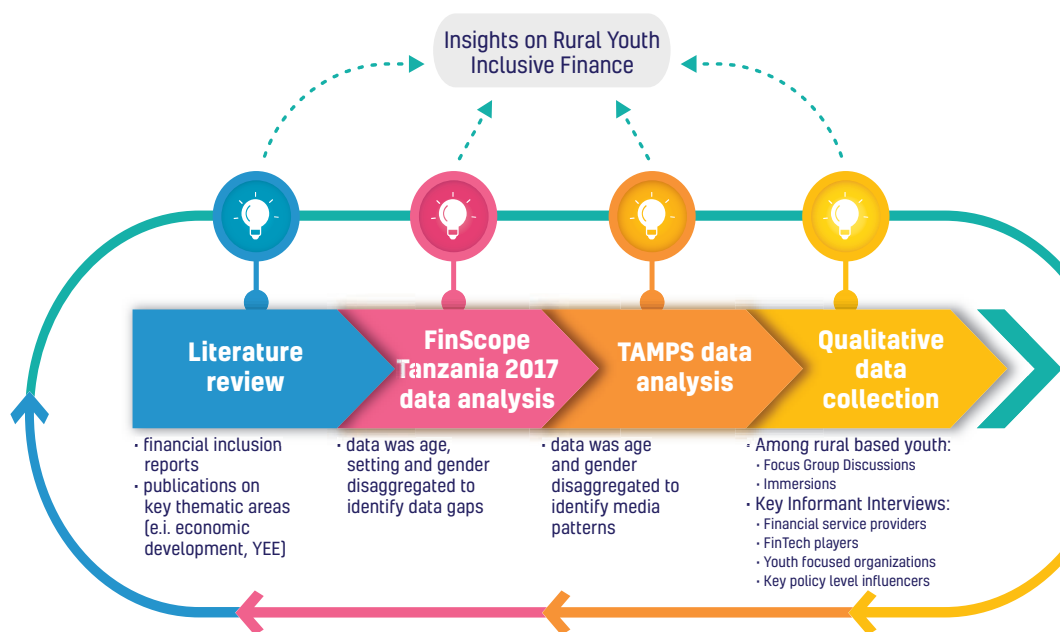 Insights on Rural Youth
Inclusive Finance
Literature
review
FinScope
Tanzania 2017
data analysis
TAMPS data
analysis
Qualitative
data
collection
· financial inclusion
reports
· publications on
key thematic areas
(e.i. economic
development, YEE)
· data was age,
setting and gender
disaggregated to
identify data gaps
· data was age
and gender
disaggregated to
identify media
patterns
· Among rural based youth:
· Focus Group Discussions
· Immersions
· Key Informant Interviews:
· Financial service providers
· FinTech players
· Youth focused organizations
· Key policy level influencers